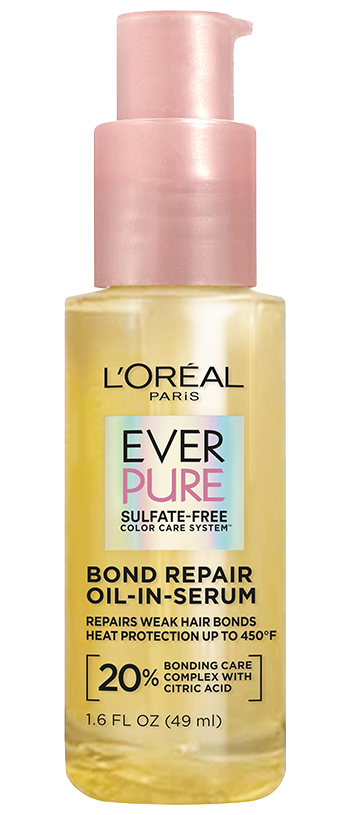 L'ORÉAL
PARIS
EVER
PURE
SULFATE-FREE
COLOR CARE SYSTEM™
BOND REPAIR
OIL-IN-SERUM
REPAIRS WEAK HAIR BONDS
HEAT PROTECTION UP TO 450°F
20% BONDING CARE
COMPLEX WITH
CITRIC ACID
1.6 FL OZ (49 ml)